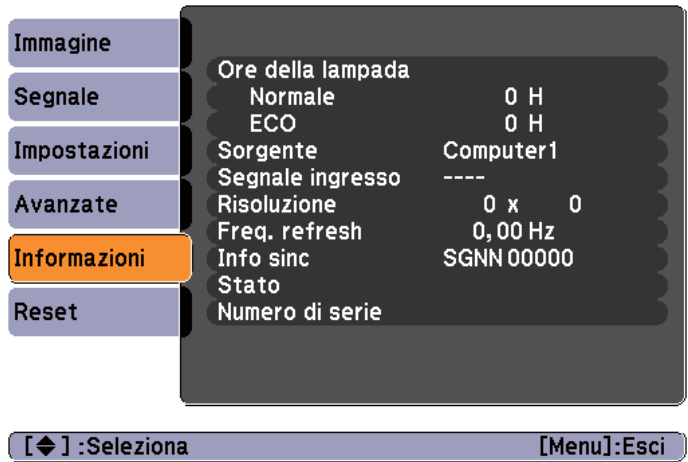 Immagine
Segnale
Impostazioni
Avanzate
Informazioni
Reset
Ore della lampada
Normale 0 H
ECO 0 H
Sorgente Computer1
Segnale ingresso ----
Risoluzione 0 x 0
Freq. refresh 0,00 Hz
Info sinc SGNN 00000
Stato
Numero di serie
[◆] :Seleziona [Menu]:Esci